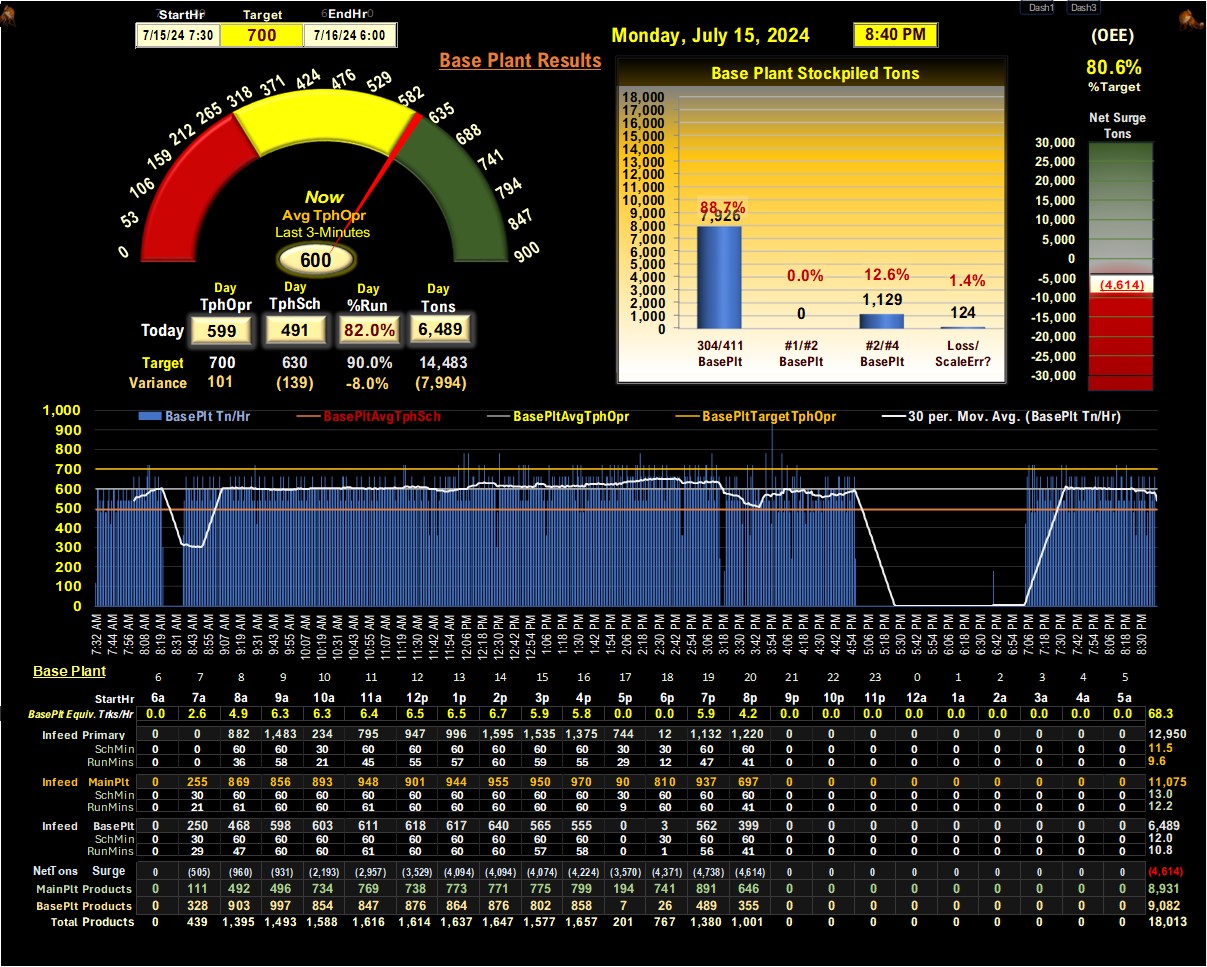 Dash1 Dash3
StartHr Target EndHr
7/15/24 7:30 700 7/16/24 6:00
Monday, July 15, 2024 8:40 PM
(OEE)
80.6%
%Target
Base Plant Results
Base Plant Stockpiled Tons
0 53 106 159 212 265 318 371 424 476 529 582 635 688 741 794 847 900
Now
Avg TphOpr
Last 3-Minutes
600
Day Day Day Day
TphOpr TphSch %Run Tons
Today 599 491 82.0% 6,489
Target 700 630 90.0% 14,483
Variance 101 (139) -8.0% (7,994)
18,000
17,000
16,000
15,000
14,000
13,000
12,000
11,000
10,000
9,000
8,000
7,000
6,000
5,000
4,000
3,000
2,000
1,000
0
88.7% 0.0% 12.6% 1.4%
7,926 0 1,129 124
304/411 #1/#2 #2/#4 Loss/
BasePlt BasePlt BasePlt ScaleErr?
Net Surge
Tons
30,000
25,000
20,000
15,000
10,000
5,000
0
-5,000
-10,000
-15,000
-20,000
-25,000
-30,000
(4,614)
BasePlt Tn/Hr BasePltAvgTphSch BasePltAvgTphOpr BasePltTargetTphOpr 30 per. Mov. Avg. (BasePlt Tn/Hr)
1,000
900
800
700
600
500
400
300
200
100
0
7:32 AM 7:44 AM 7:56 AM 8:08 AM 8:19 AM 8:31 AM 8:43 AM 8:55 AM 9:07 AM 9:19 AM 9:31 AM 9:43 AM 9:55 AM 10:07 AM 10:19 AM 10:31 AM 10:43 AM 10:55 AM 11:07 AM 11:19 AM 11:31 AM 11:42 AM 11:54 AM 12:06 PM 12:18 PM 12:30 PM 12:42 PM 12:54 PM 1:06 PM 1:18 PM 1:30 PM 1:42 PM 1:54 PM 2:06 PM 2:18 PM 2:30 PM 2:42 PM 2:54 PM 3:06 PM 3:18 PM 3:30 PM 3:42 PM 3:54 PM 4:06 PM 4:18 PM 4:30 PM 4:42 PM 4:54 PM 5:06 PM 5:18 PM 5:30 PM 5:42 PM 5:54 PM 6:06 PM 6:18 PM 6:30 PM 6:42 PM 6:54 PM 7:06 PM 7:18 PM 7:30 PM 7:42 PM 7:54 PM 8:06 PM 8:18 PM 8:30 PM
Base Plant 6 7 8 9 10 11 12 13 14 15 16 17 18 19 20 21 22 23 0 1 2 3 4 5
StartHr 6a 7a 8a 9a 10a 11a 12p 1p 2p 3p 4p 5p 6p 7p 8p 9p 10p 11p 12a 1a 2a 3a 4a 5a
BasePlt Equiv. Trks/Hr 0.0 2.6 4.9 6.3 6.3 6.4 6.5 6.5 6.7 5.9 5.8 0.0 0.0 5.9 4.2 0.0 0.0 0.0 0.0 0.0 0.0 0.0 0.0 0.0 68.3
Infeed Primary 0 0 882 1,483 234 795 947 996 1,595 1,535 1,375 744 12 1,132 1,220 0 0 0 0 0 0 0 0 0 12,950
SchMin 0 0 60 60 30 60 60 60 60 60 60 30 30 60 60 0 0 0 0 0 0 0 0 0 11.5
RunMins 0 0 36 58 21 45 55 57 60 59 55 29 12 47 41 0 0 0 0 0 0 0 0 0 9.6
Infeed MainPlt 0 255 869 856 893 948 901 944 955 950 970 90 810 937 697 0 0 0 0 0 0 0 0 0 11,075
SchMin 0 30 60 60 60 60 60 60 60 60 60 30 60 60 60 0 0 0 0 0 0 0 0 0 13.0
RunMins 0 21 61 60 60 61 60 60 60 60 60 9 60 60 41 0 0 0 0 0 0 0 0 0 12.2
Infeed BasePlt 0 250 468 598 603 611 618 617 640 565 555 0 3 562 399 0 0 0 0 0 0 0 0 0 6,489
SchMin 0 30 60 60 60 60 60 60 60 60 60 0 30 60 60 0 0 0 0 0 0 0 0 0 12.0
RunMins 0 29 47 60 60 61 60 60 60 57 58 0 1 56 41 0 0 0 0 0 0 0 0 0 10.8
NetTons Surge 0 (505) (960) (931) (2,193) (2,957) (3,529) (4,094) (4,094) (4,074) (4,224) (3,570) (4,371) (4,738) (4,614) 0 0 0 0 0 0 0 0 0 (4,614)
MainPlt Products 0 111 492 496 734 769 738 773 771 775 799 194 741 891 646 0 0 0 0 0 0 0 0 0 8,931
BasePlt Products 0 328 903 997 854 847 876 864 876 802 858 7 26 489 355 0 0 0 0 0 0 0 0 0 9,082
Total Products 0 439 1,395 1,493 1,588 1,616 1,614 1,637 1,647 1,577 1,657 201 767 1,380 1,001 0 0 0 0 0 0 0 0 0 18,013